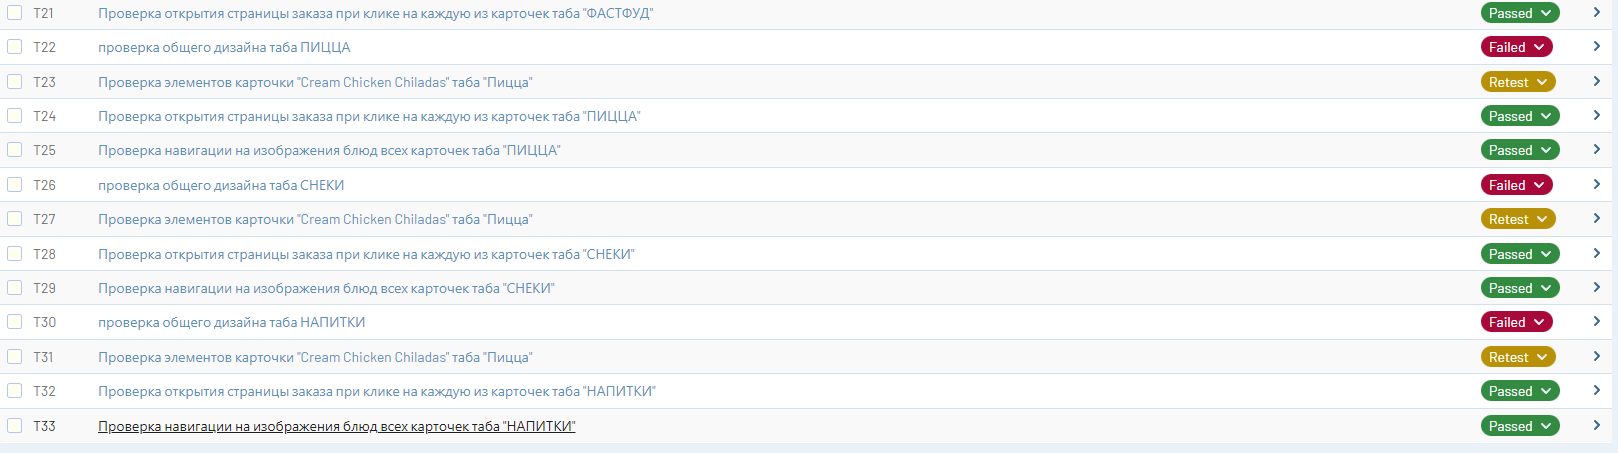 T21 Проверка открытия страницы заказа при клике на каждую из карточек таба "ФАСТФУД" Passed
T22 проверка общего дизайна таба ПИЦЦА Failed
T23 Проверка элементов карточки "Cream Chicken Chiladas" таба "Пицца" Retest
T24 Проверка открытия страницы заказа при клике на каждую из карточек таба "ПИЦЦА" Passed
T25 Проверка навигации на изображения блюд всех карточек таба "ПИЦЦА" Passed
T26 проверка общего дизайна таба СНЕКИ Failed
T27 Проверка элементов карточки "Cream Chicken Chiladas" таба "Пицца" Retest
T28 Проверка открытия страницы заказа при клике на каждую из карточек таба "СНЕКИ" Passed
T29 Проверка навигации на изображения блюд всех карточек таба "СНЕКИ" Passed
T30 проверка общего дизайна таба НАПИТКИ Failed
T31 Проверка элементов карточки "Cream Chicken Chiladas" таба "Пицца" Retest
T32 Проверка открытия страницы заказа при клике на каждую из карточек таба "НАПИТКИ" Passed
T33 Проверка навигации на изображения блюд всех карточек таба "НАПИТКИ" Passed